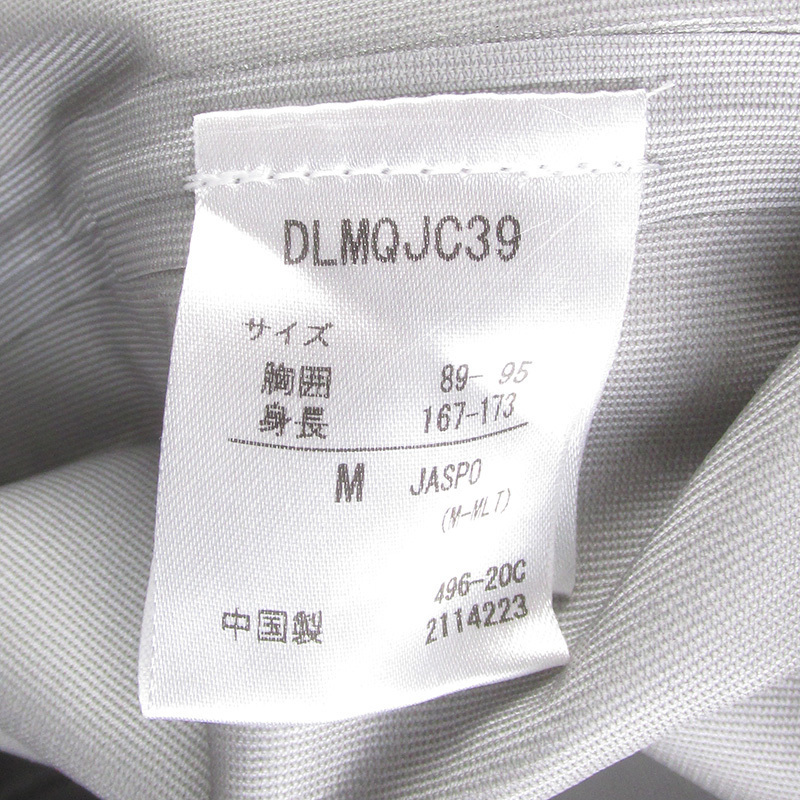 DLMQJC39
サイズ
胸囲 89-95
身長 167-173
M JASPO
(M-MLT)
496-20C
中国製 2114223